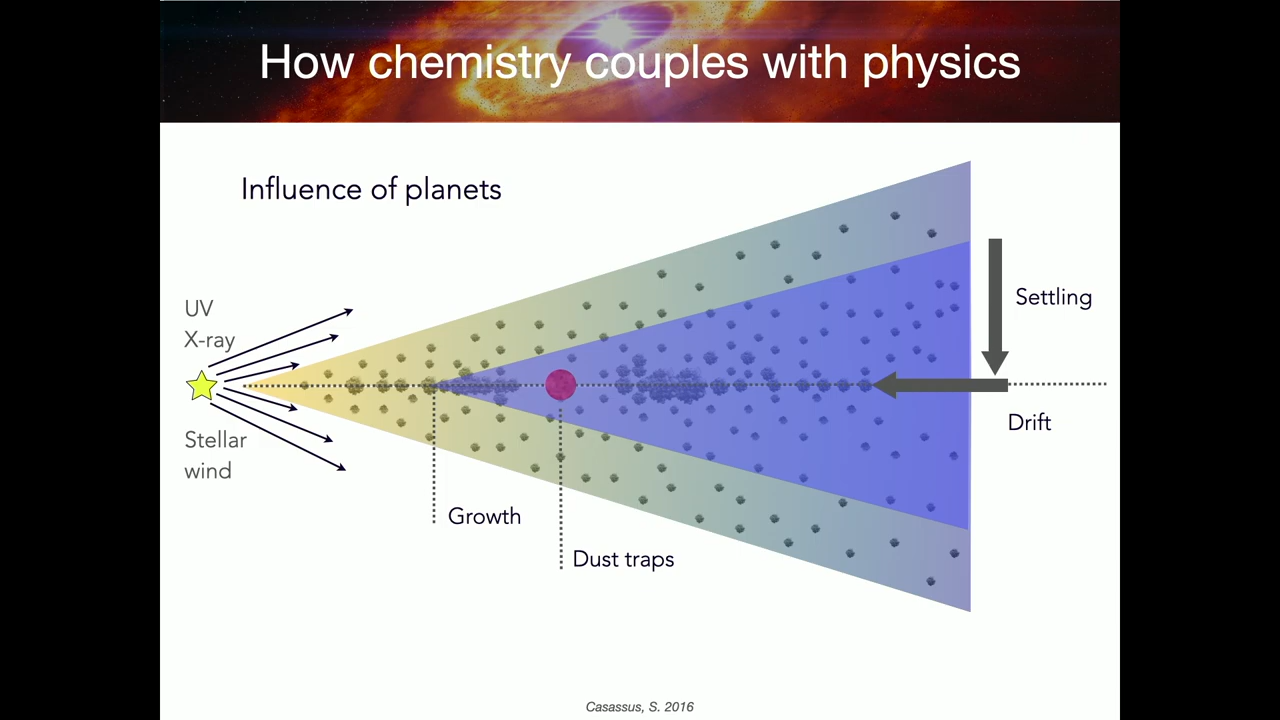 How chemistry couples with physics
Influence of planets
UV
X-ray
Stellar
wind
Settling
Drift
Growth
Dust traps
Casassus, S. 2016